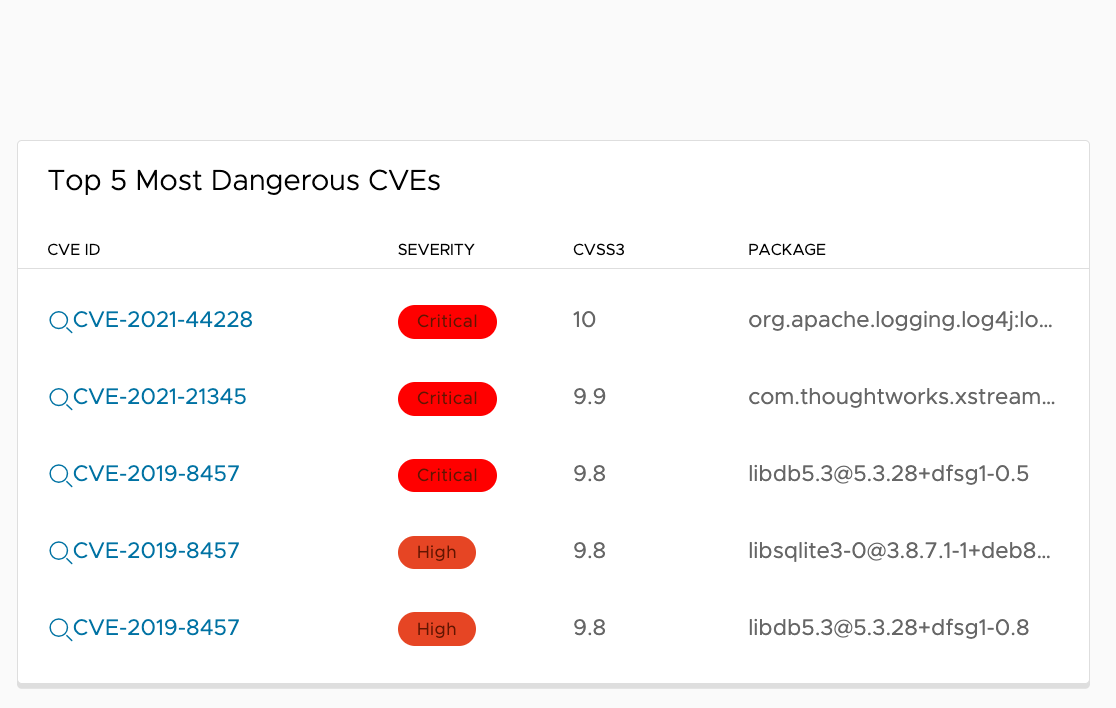 Top 5 Most Dangerous CVEs
CVE ID SEVERITY CVSS3 PACKAGE
CVE-2021-44228 Critical 10 org.apache.logging.log4j:lo...
CVE-2021-21345 Critical 9.9 com.thoughtworks.xstream...
CVE-2019-8457 Critical 9.8 libdb5.3@5.3.28+dfsg1-0.5
CVE-2019-8457 High 9.8 libsqlite3-0@3.8.7.1-1+deb8...
CVE-2019-8457 High 9.8 libdb5.3@5.3.28+dfsg1-0.8